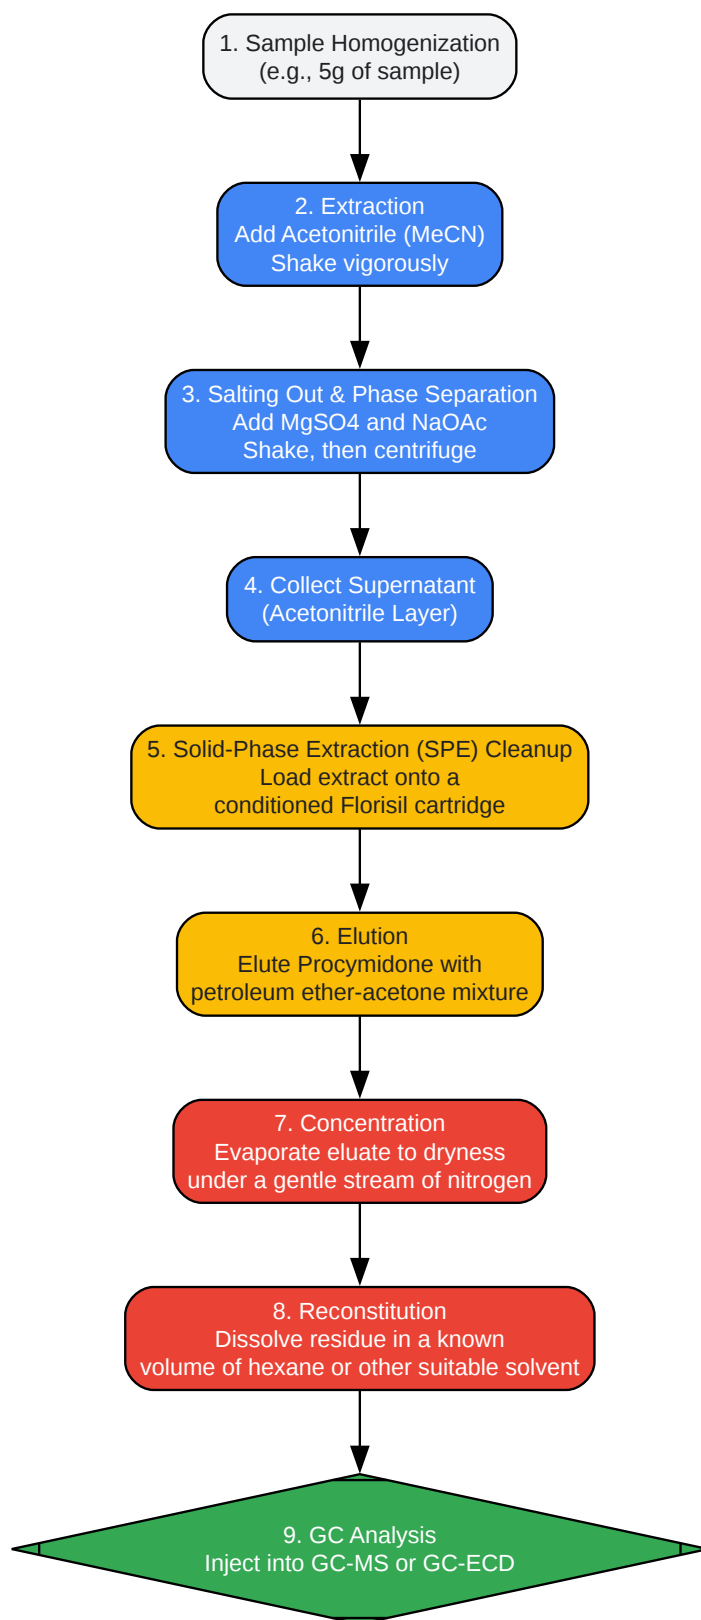 1. Sample Homogenization
(e.g., 5g of sample)
2. Extraction
Add Acetonitrile (MeCN)
Shake vigorously
3. Salting Out & Phase Separation
Add MgSO4 and NaOAc
Shake, then centrifuge
4. Collect Supernatant
(Acetonitrile Layer)
5. Solid-Phase Extraction (SPE) Cleanup
Load extract onto a
conditioned Florisil cartridge
6. Elution
Elute Procymidone with
petroleum ether-acetone mixture
7. Concentration
Evaporate eluate to dryness
under a gentle stream of nitrogen
8. Reconstitution
Dissolve residue in a known
volume of hexane or other suitable solvent
9. GC Analysis
Inject into GC-MS or GC-ECD